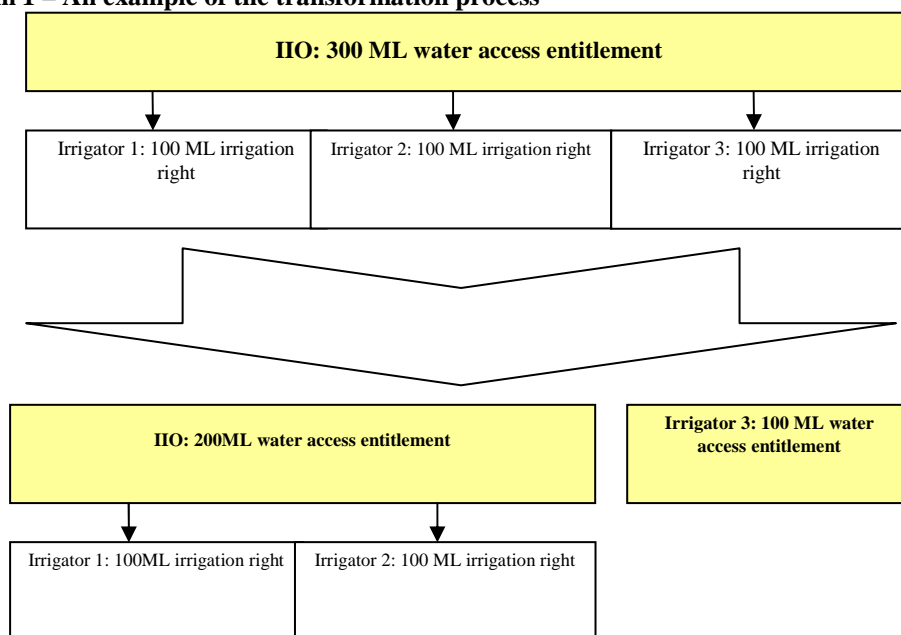 1 – An example of the transformation process
IIO: 300 ML water access entitlement
Irrigator 1: 100 ML irrigation
right
Irrigator 2: 100 ML irrigation right
Irrigator 3: 100 ML irrigation
right
IIO: 200ML water access entitlement
Irrigator 3: 100 ML water
access entitlement
Irrigator 1: 100ML irrigation right
Irrigator 2: 100 ML irrigation right